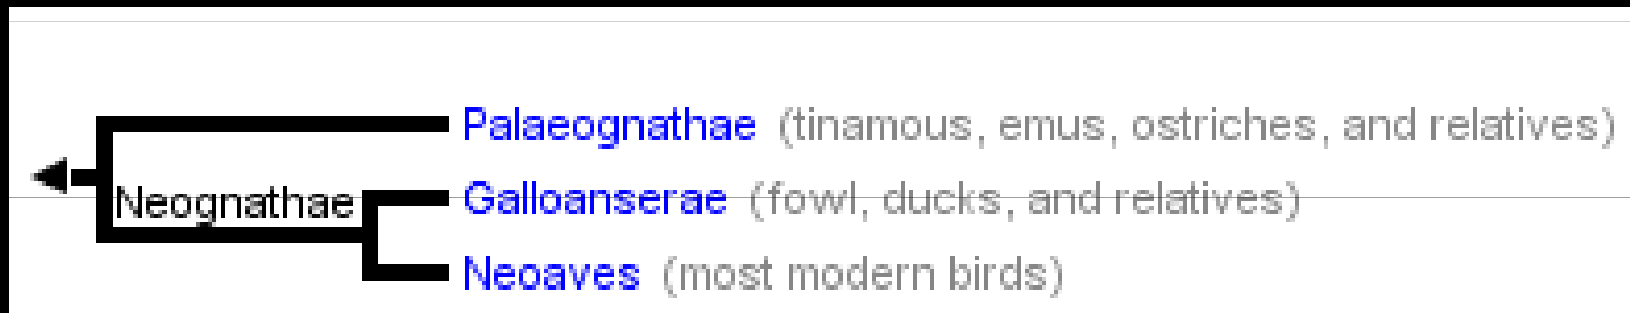 Palaeognathae (tinamous, emus, ostriches, and relatives)
Neognathae
Galloanserae (fowl, ducks, and relatives)
Neoaves (most modern birds)